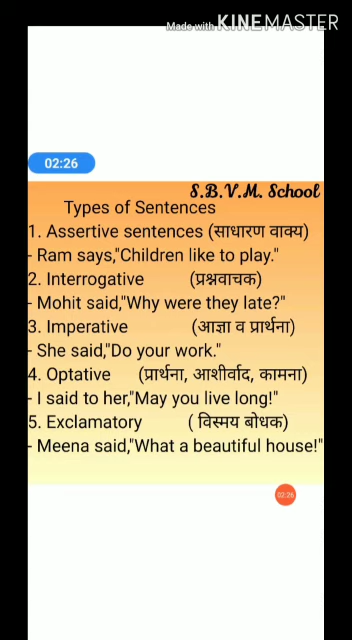 Made with KINEMASTER
02:26
S.B.V.M. School
Types of Sentences
1. Assertive sentences (साधारण वाक्य)
- Ram says,"Children like to play."
2. Interrogative (प्रश्नवाचक)
- Mohit said,"Why were they late?"
3. Imperative (आज्ञा व प्रार्थना)
- She said,"Do your work."
4. Optative (प्रार्थना, आशीर्वाद, कामना)
- I said to her,"May you live long!"
5. Exclamatory ( विस्मय बोधक)
- Meena said,"What a beautiful house!"
02:26